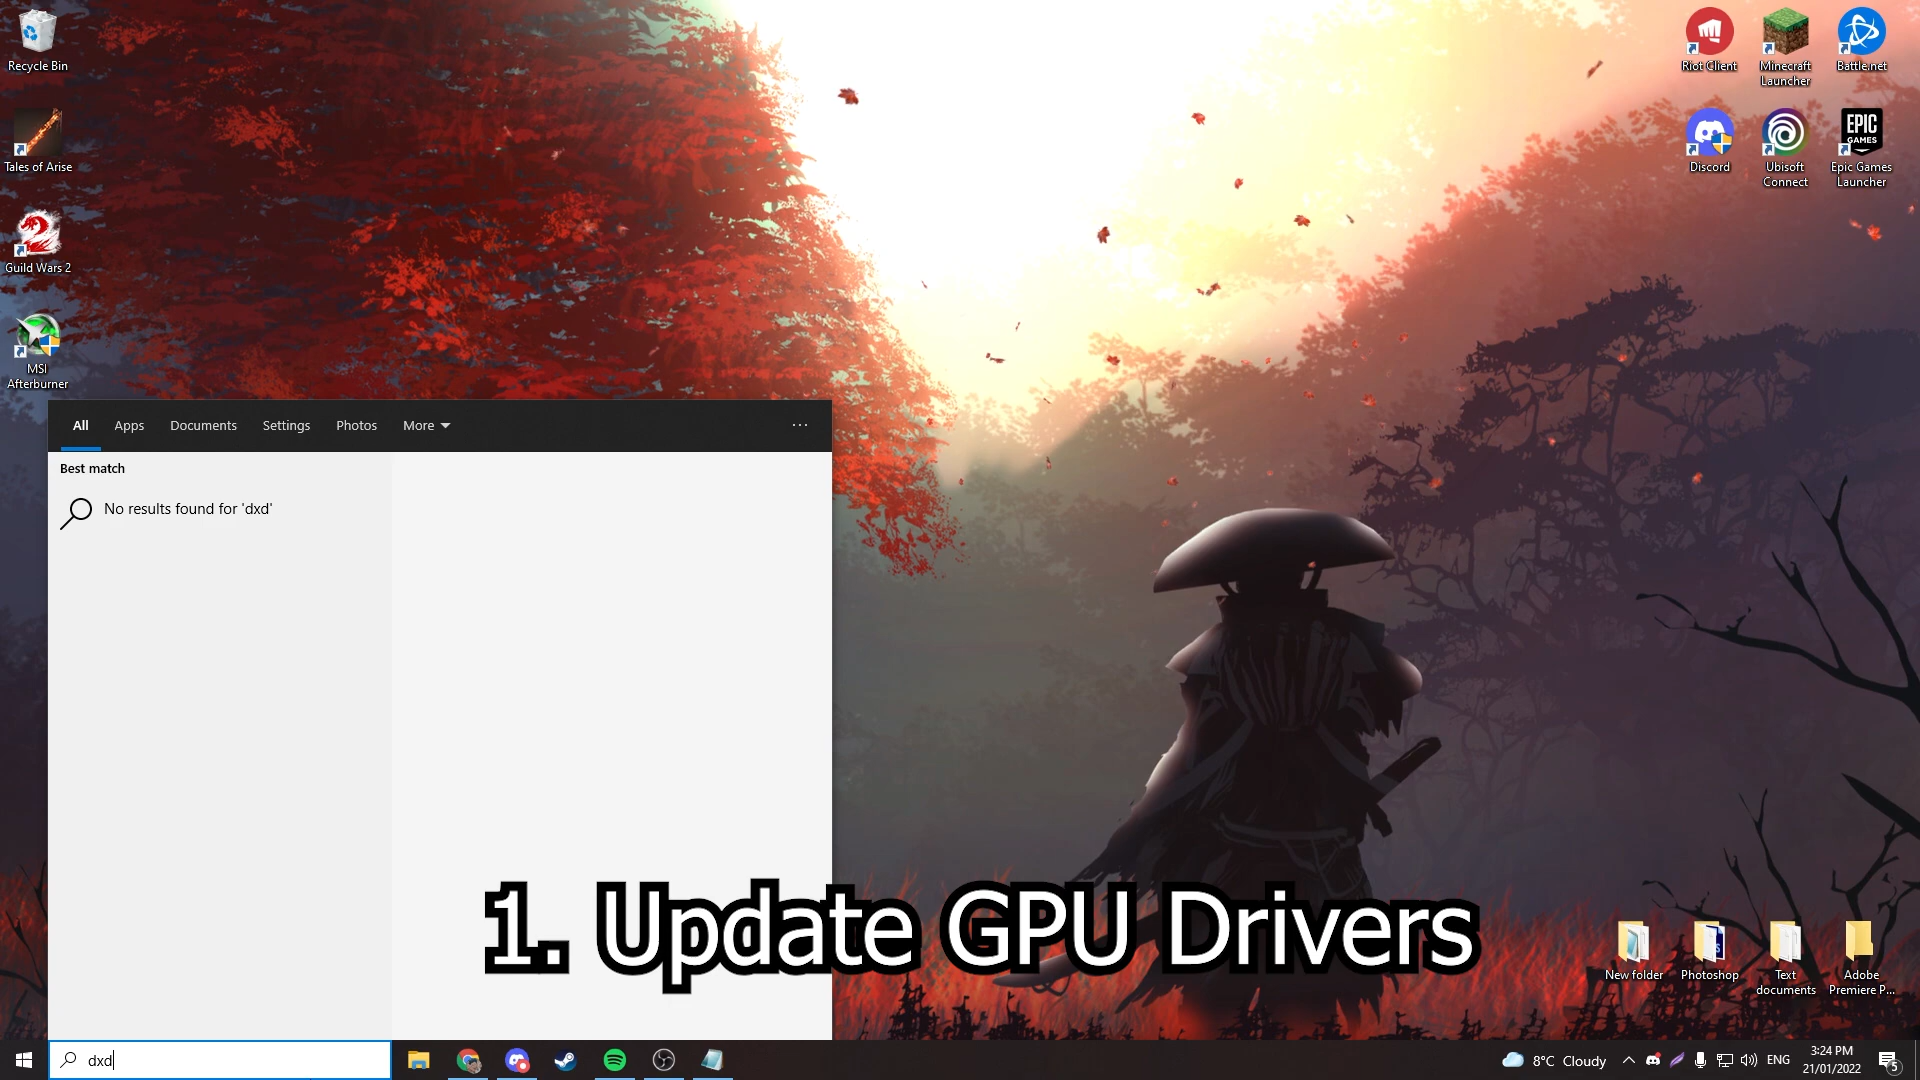 Recycle Bin
Tales of Arise
Guild Wars 2
MSI
Afterburner
Riot Client
Minecraft
Launcher
Battle.net
Discord
Ubisoft
Connect
EPIC
GAMES
Epic Games
Launcher
All
Apps
Documents
Settings
Photos
More
...
Best match
No results found for 'dxd'
1. Update GPU Drivers
New folder
Photoshop
Text
documents
Adobe
Premiere P...
dxd
8°C Cloudy
ENG
3:24 PM
21/01/2022
5